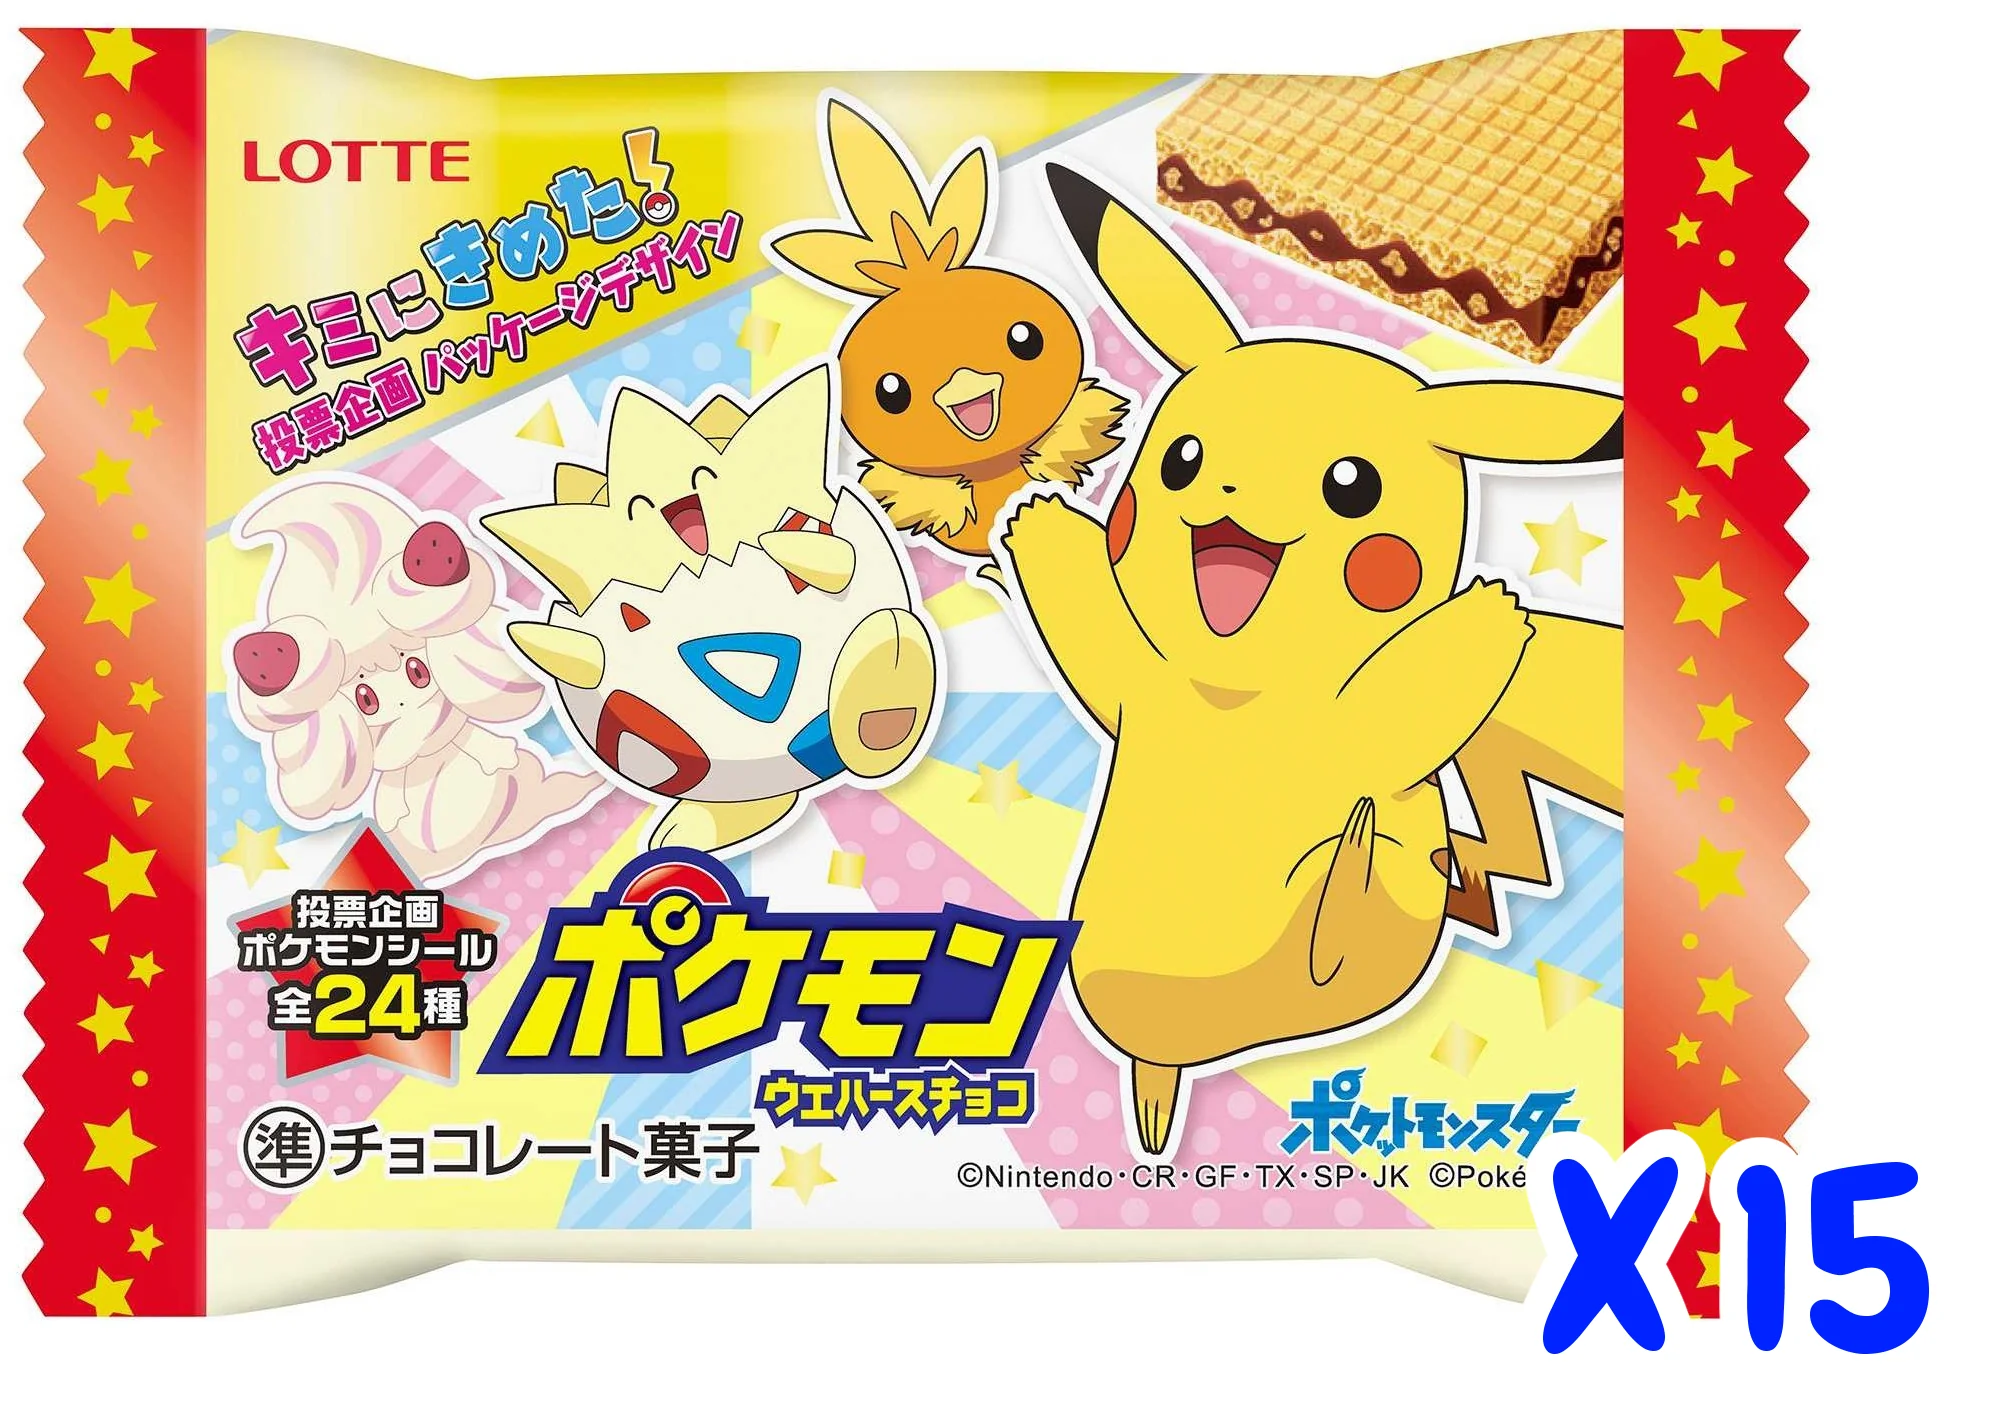 LOTTE
キミにきめた!
投票企画 パッケージデザイン
投票企画
ポケモンシール
全24種
ポケモン
ウエハースチョコ
準チョコレート菓子
ポケットモンスター
©Nintendo・CR・GF・TX・SP・JK ©Poké
X15